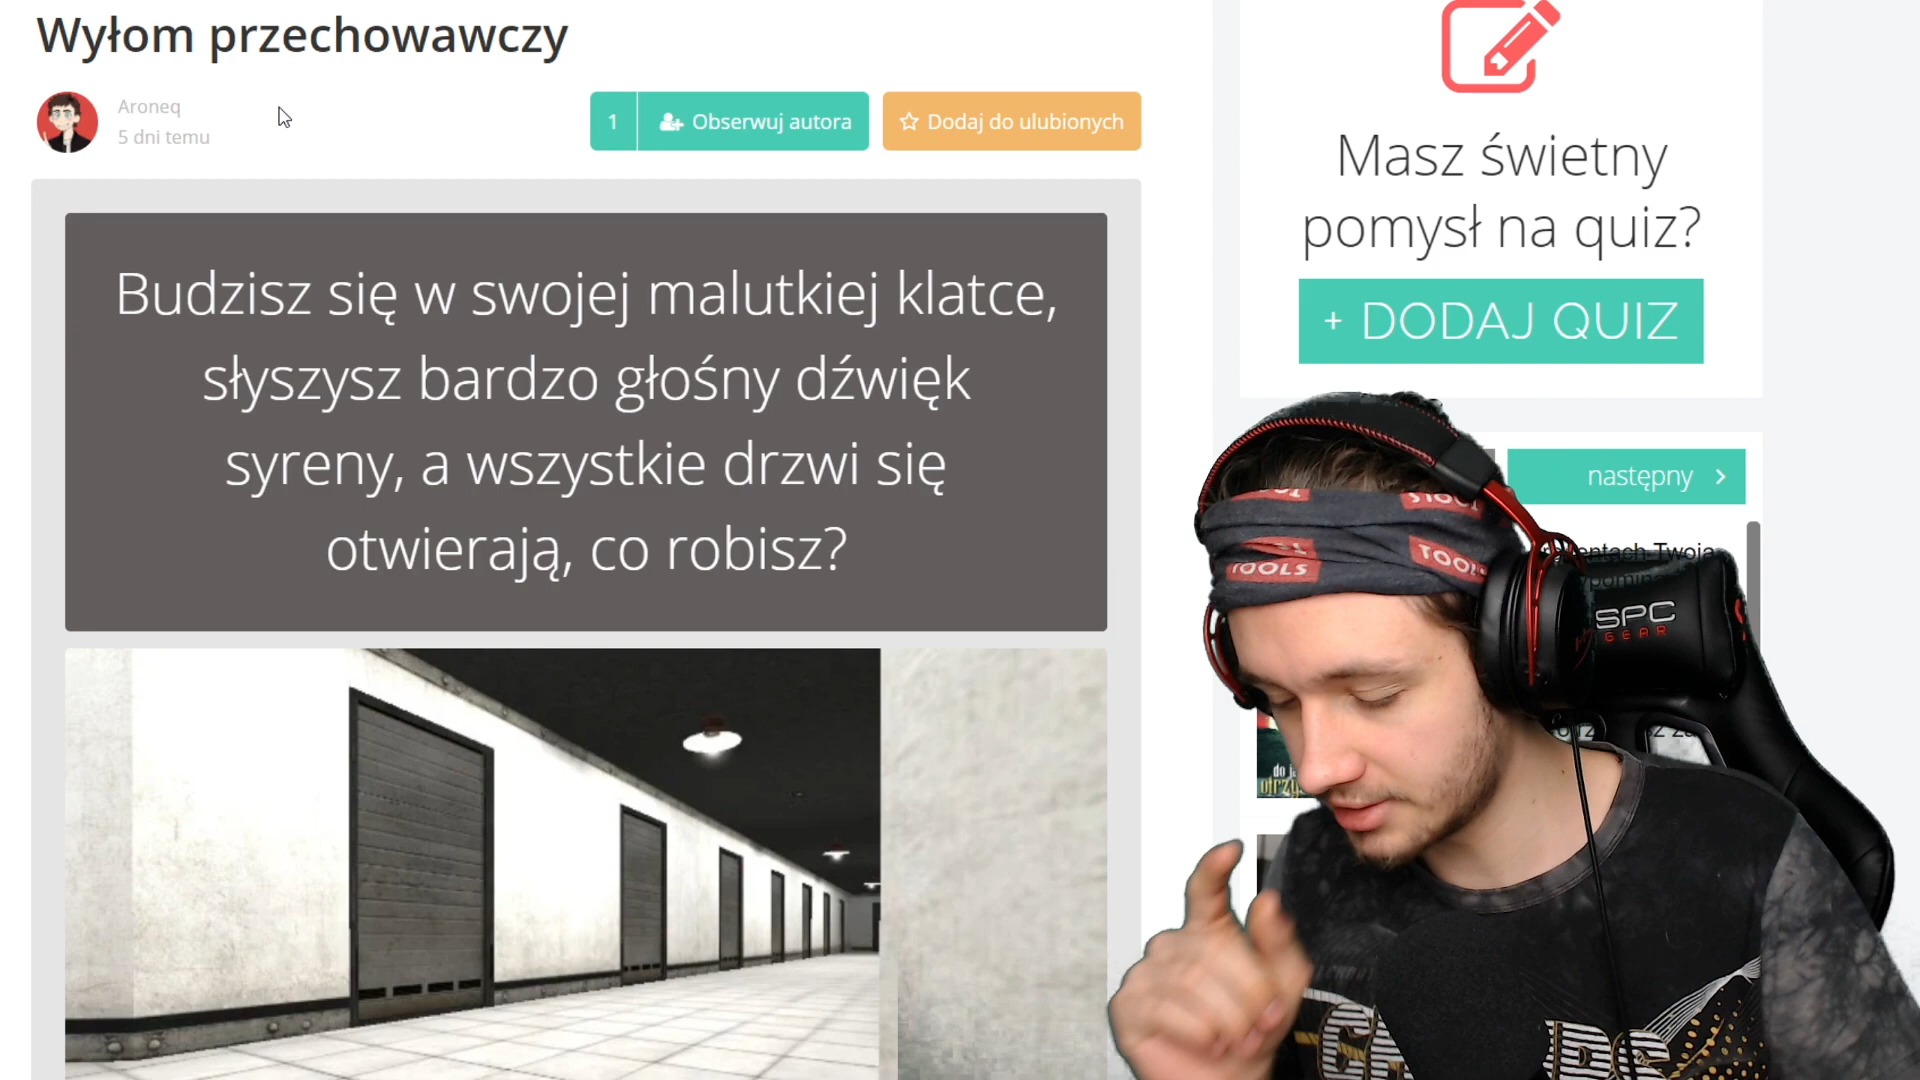 Wyłom przechowawczy
Aroneq
5 dni temu
1
Obserwuj autora
Dodaj do ulubionych
Budzisz się w swojej malutkiej klatce,
słyszysz bardzo głośny dźwięk
syreny, a wszystkie drzwi się
otwierają, co robisz?
Masz świetny
pomysł na quiz?
+ DODAJ QUIZ
następny
Twoja
TOOLS
SPC
GEAR